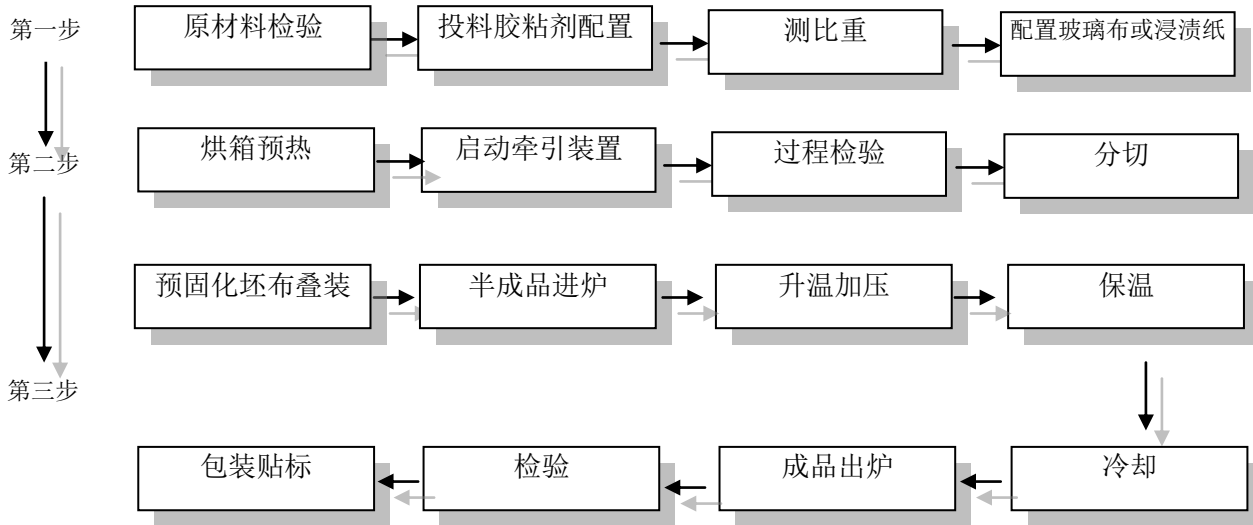 第一步
原材料检验
投料胶粘剂配置
测比重
配置玻璃布或浸渍纸
第二步
烘箱预热
启动牵引装置
过程检验
分切
预固化坯布叠装
半成品进炉
升温加压
保温
第三步
包装贴标
检验
成品出炉
冷却